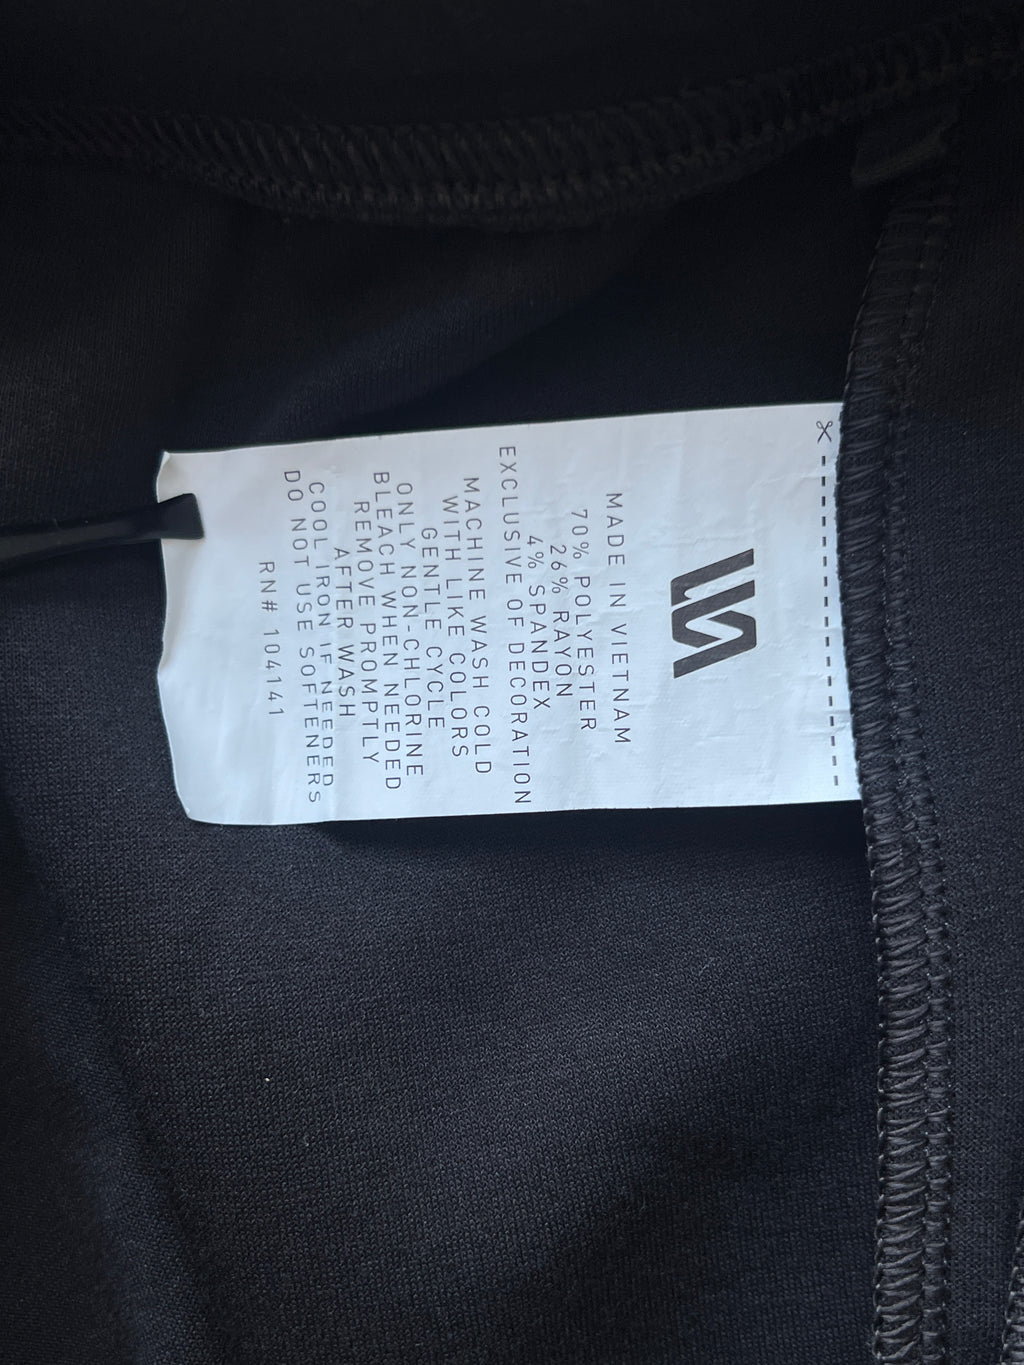 MADE IN VIETNAM
70% POLYESTER
26% RAYON
4% SPANDEX
EXCLUSIVE OF DECORATION
MACHINE WASH COLD
WITH LIKE COLORS
GENTLE CYCLE
ONLY NON CHLORINE
BLEACH WHEN NEEDED
REMOVE PROMPTLY
AFTER WASH
COOL IRON IF NEEDED
DO NOT USE SOFTENERS
RN# 104141